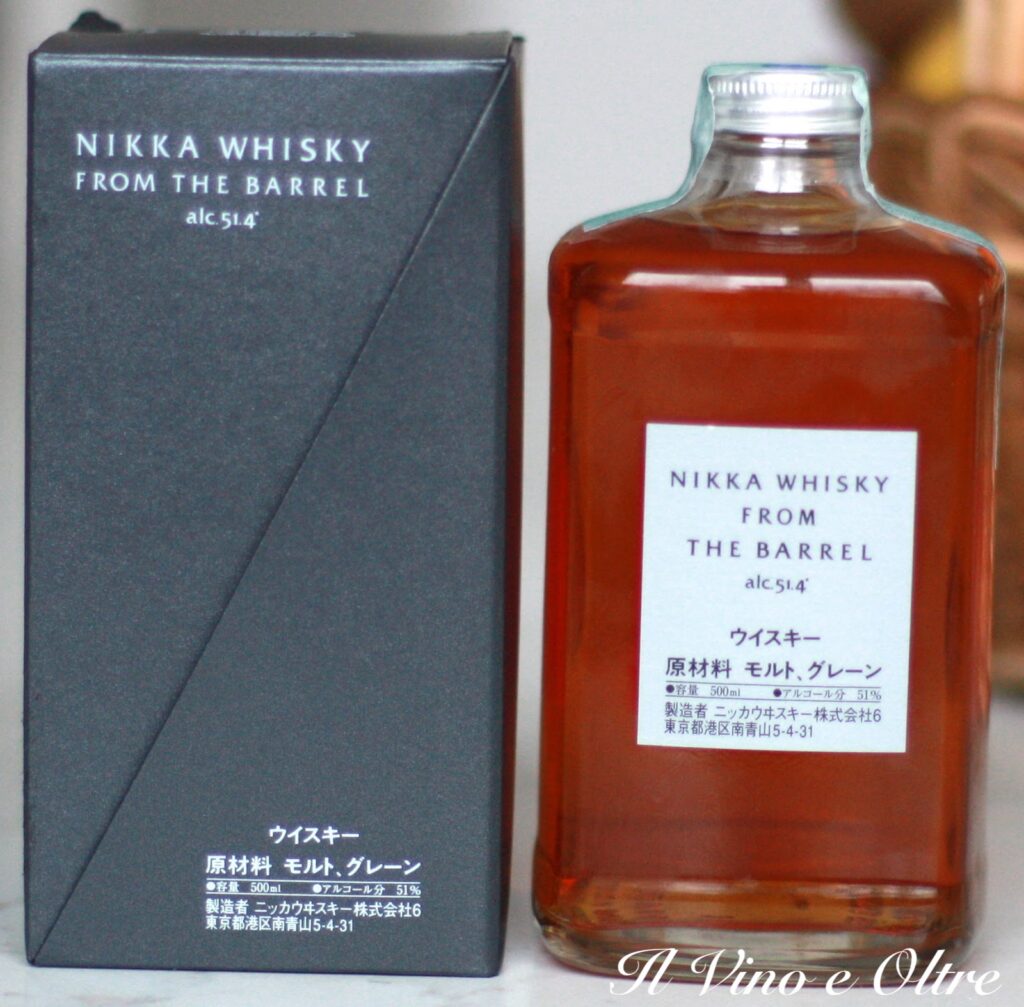 NIKKA WHISKY
FROM THE BARREL
alc.51.4°
ウイスキー
原材料 モルト、グレーン
●容量 500ml ●アルコール分 51%
製造者 ニッカウヰスキー株式会社6
東京都港区南青山5-4-31
NIKKA WHISKY
FROM
THE BARREL
alc.51.4°
ウイスキー
原材料 モルト、グレーン
●容量 500ml ●アルコール分 51%
製造者 ニッカウヰスキー株式会社6
東京都港区南青山5-4-31
Il Vino e Oltre